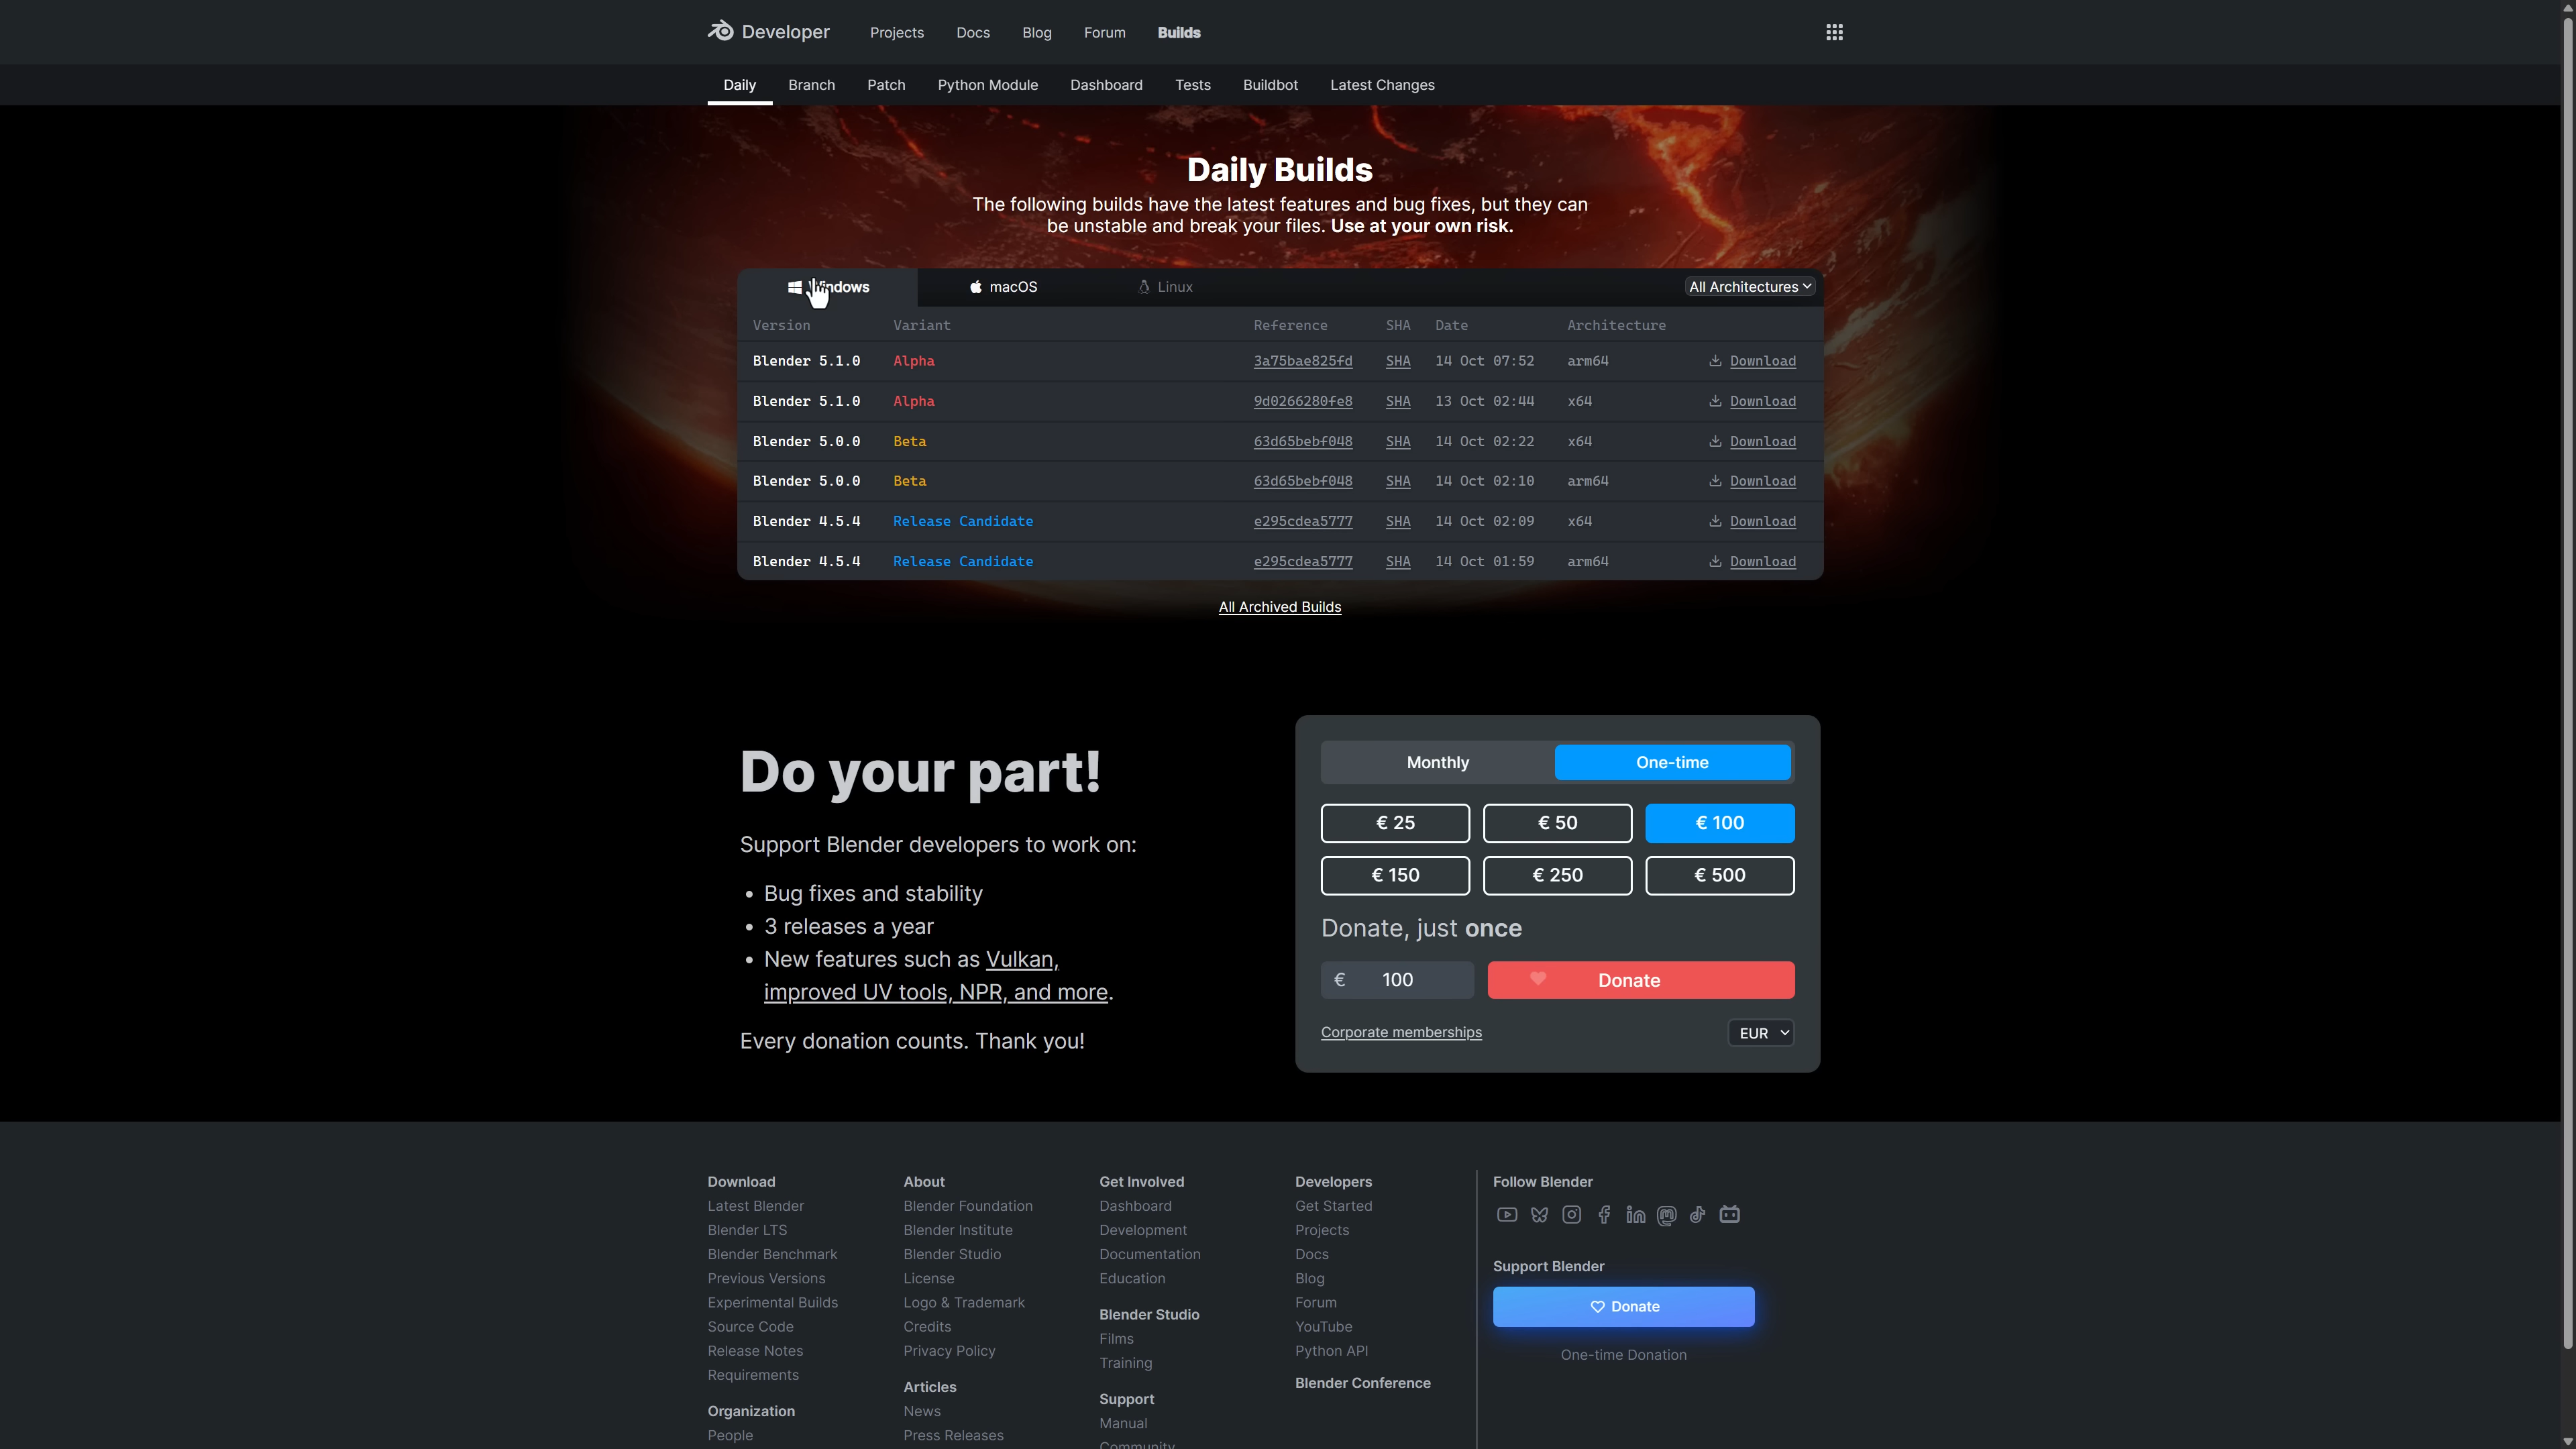 Developer Projects Docs Blog Forum Builds
Daily Branch Patch Python Module Dashboard Tests Buildbot Latest Changes
Daily Builds
The following builds have the latest features and bug fixes, but they can
be unstable and break your files. Use at your own risk.
Windows macOS Linux All Architectures
Version Variant Reference SHA Date Architecture
Blender 5.1.0 Alpha 3a75bae825fd SHA 14 Oct 07:52 arm64 Download
Blender 5.1.0 Alpha 9d0266280fe8 SHA 13 Oct 02:44 x64 Download
Blender 5.0.0 Beta 63d65bebf048 SHA 14 Oct 02:22 x64 Download
Blender 5.0.0 Beta 63d65bebf048 SHA 14 Oct 02:10 arm64 Download
Blender 4.5.4 Release Candidate e295cdea5777 SHA 14 Oct 02:09 x64 Download
Blender 4.5.4 Release Candidate e295cdea5777 SHA 14 Oct 01:59 arm64 Download
All Archived Builds
Do your part!
Support Blender developers to work on:
• Bug fixes and stability
• 3 releases a year
• New features such as Vulkan,
improved UV tools, NPR, and more.
Every donation counts. Thank you!
Monthly One-time
€ 25 € 50 € 100
€ 150 € 250 € 500
Donate, just once
€ 100 Donate
Corporate memberships EUR
Download
Latest Blender
Blender LTS
Blender Benchmark
Previous Versions
Experimental Builds
Source Code
Release Notes
Requirements
Organization
People
About
Blender Foundation
Blender Institute
Blender Studio
License
Logo & Trademark
Credits
Privacy Policy
Articles
News
Press Releases
Get Involved
Dashboard
Development
Documentation
Education
Blender Studio
Films
Training
Support
Manual
Community
Developers
Get Started
Projects
Docs
Blog
Forum
YouTube
Python API
Blender Conference
Follow Blender
Support Blender
Donate
One-time Donation